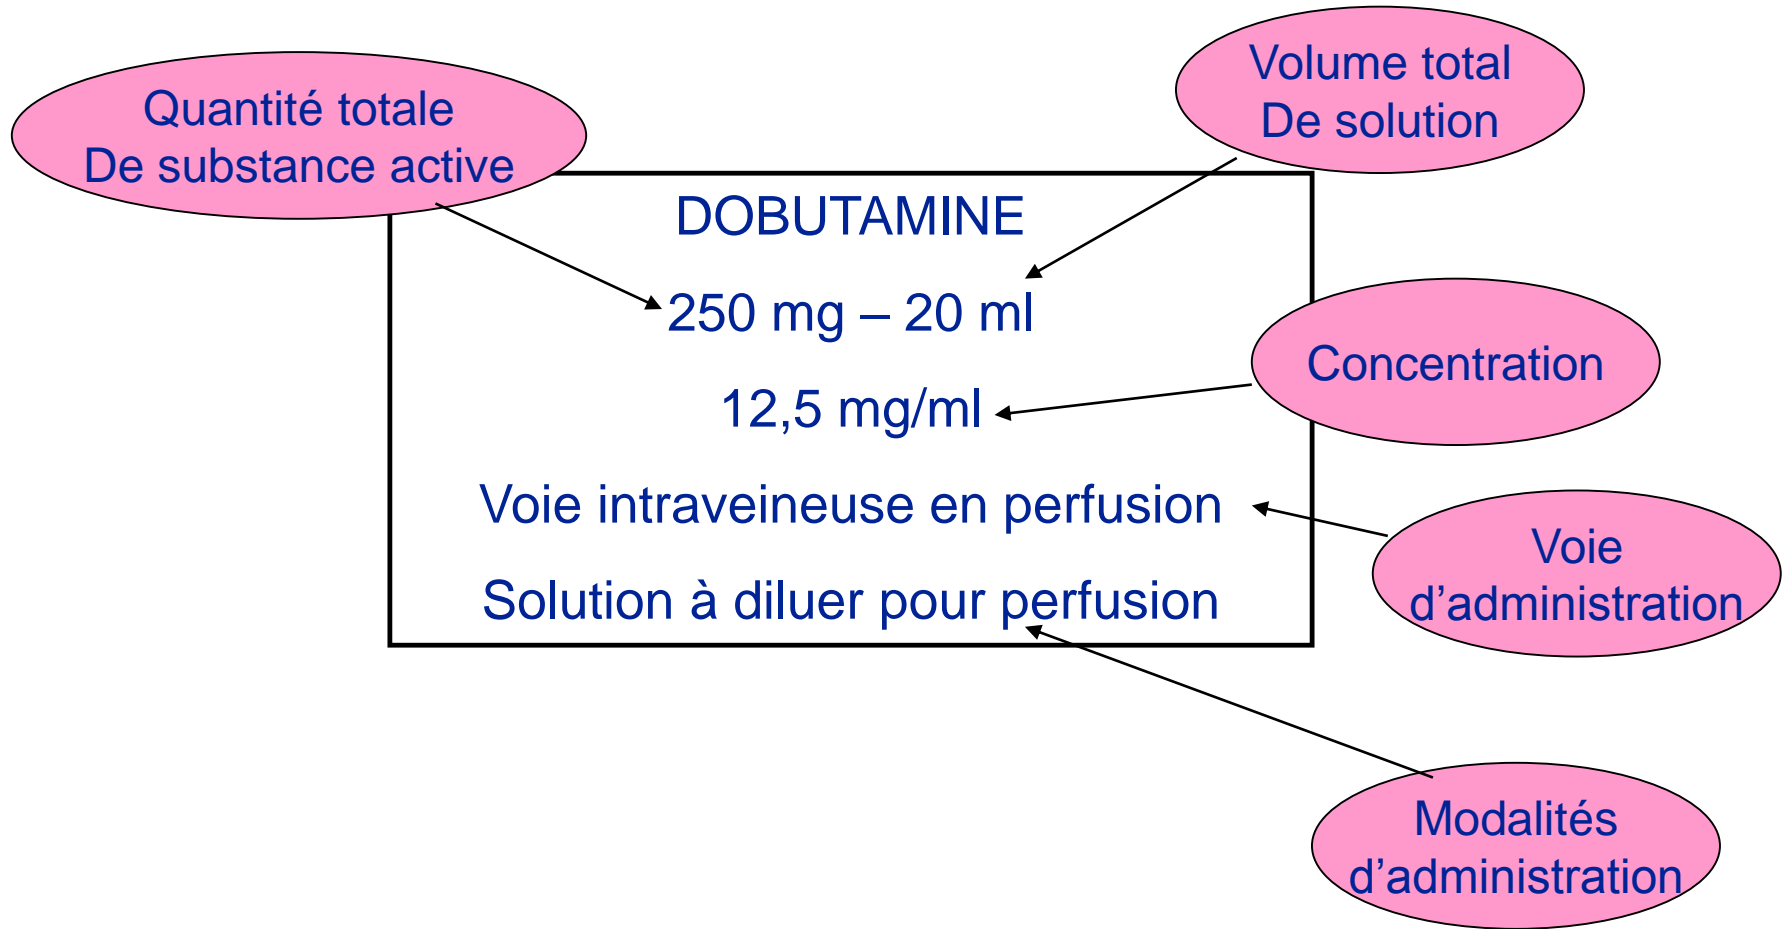 Volume total
De solution
Quantité totale
De substance active
DOBUTAMINE
250 mg – 20 ml
Concentration
12,5 mg/ml
Voie intraveineuse en perfusion
Voie
d’administration
Solution à diluer pour perfusion
Modalités
d’administration